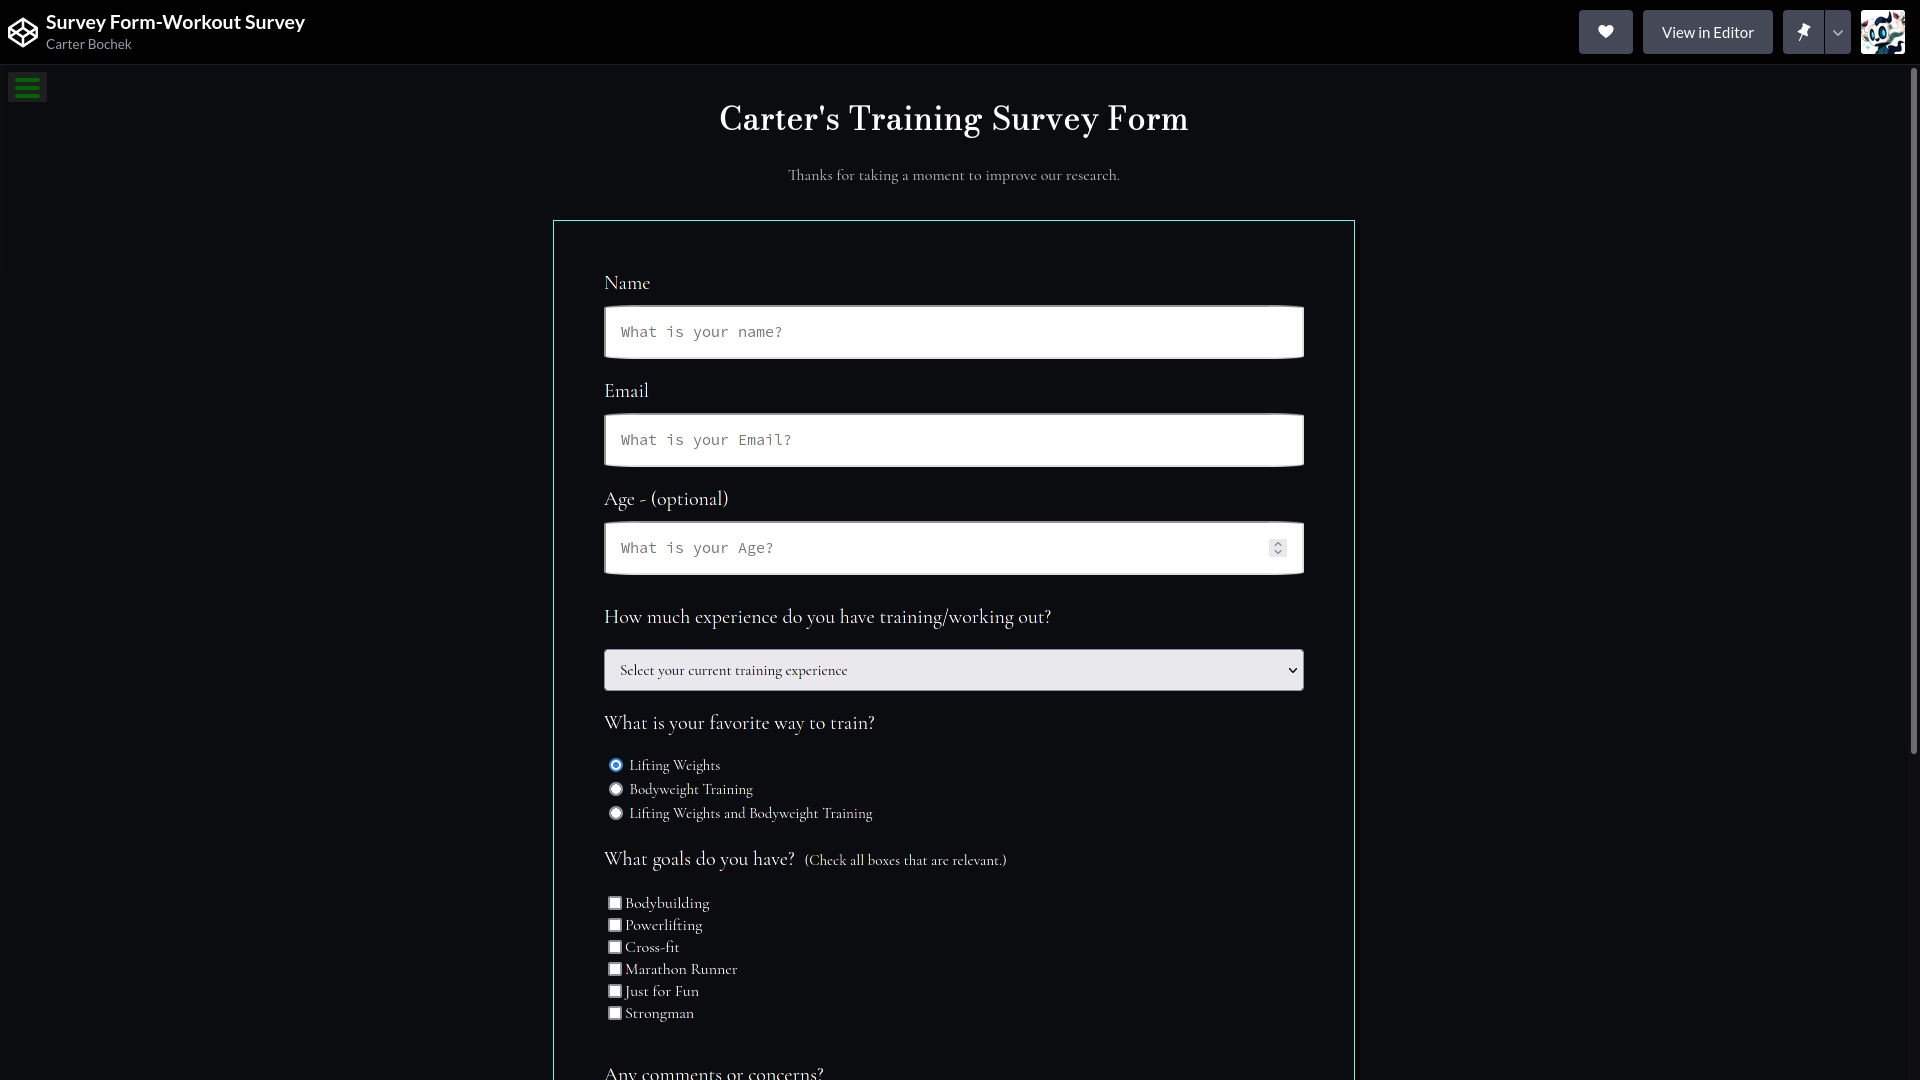 Survey Form-Workout Survey
Carter Bochek
View in Editor
Carter's Training Survey Form
Thanks for taking a moment to improve our research.
Name
What is your name?
Email
What is your Email?
Age - (optional)
What is your Age?
How much experience do you have training/working out?
Select your current training experience
What is your favorite way to train?
Lifting Weights
Bodyweight Training
Lifting Weights and Bodyweight Training
What goals do you have? (Check all boxes that are relevant.)
Bodybuilding
Powerlifting
Cross-fit
Marathon Runner
Just for Fun
Strongman
Any comments or concerns?